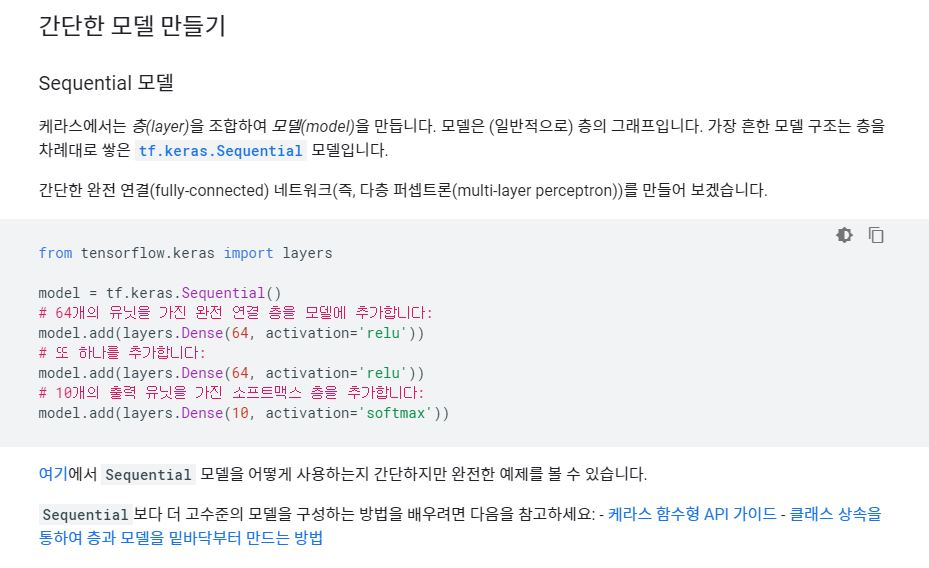 간단한 모델 만들기
Sequential 모델
케라스에서는 층(layer)을 조합하여 모델(model)을 만듭니다. 모델은 (일반적으로) 층의 그래프입니다. 가장 흔한 모델 구조는 층을
차례대로 쌓은 tf.keras.Sequential 모델입니다.
간단한 완전 연결(fully-connected) 네트워크(즉, 다층 퍼셉트론(multi-layer perceptron))를 만들어 보겠습니다.
from tensorflow.keras import layers
model = tf.keras.Sequential()
# 64개의 유닛을 가진 완전 연결 층을 모델에 추가합니다:
model.add(layers.Dense(64, activation='relu'))
# 또 하나를 추가합니다:
model.add(layers.Dense(64, activation='relu'))
# 10개의 출력 유닛을 가진 소프트맥스 층을 추가합니다:
model.add(layers.Dense(10, activation='softmax'))
여기에서 Sequential 모델을 어떻게 사용하는지 간단하지만 완전한 예제를 볼 수 있습니다.
Sequential보다 더 고수준의 모델을 구성하는 방법을 배우려면 다음을 참고하세요: - 케라스 함수형 API 가이드 - 클래스 상속을
통하여 층과 모델을 밑바닥부터 만드는 방법